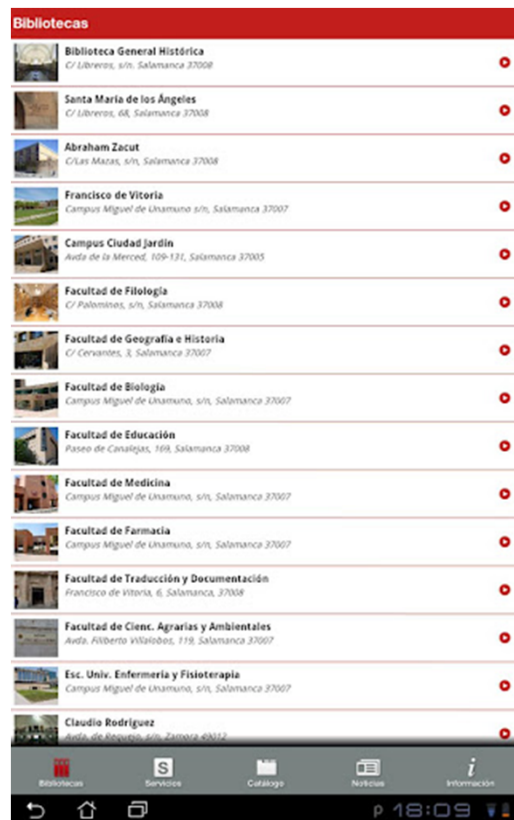 Bibliotecas
Biblioteca General Histórica
C/ Libreros, s/n. Salamanca 37008
Santa María de los Ángeles
C/ Libreros, 68, Salamanca 37008
Abraham Zacut
C/Las Mazas, s/n, Salamanca 37008
Francisco de Vitoria
Campus Miguel de Unamuno s/n, Salamanca 37007
Campus Ciudad Jardín
Avda de la Merced, 109-131, Salamanca 37005
Facultad de Filología
C/ Palominos, s/n, Salamanca 37008
Facultad de Geografía e Historia
C/ Cervantes, 3, Salamanca 37007
Facultad de Biología
Campus Miguel de Unamuno, s/n, Salamanca 37007
Facultad de Educación
Paseo de Canalejas, 169, Salamanca 37008
Facultad de Medicina
Campus Miguel de Unamuno, s/n, Salamanca 37007
Facultad de Farmacia
Campus Miguel de Unamuno, s/n, Salamanca 37007
Facultad de Traducción y Documentación
Francisco de Vitoria, 6, Salamanca, 37008
Facultad de Cienc. Agrarias y Ambientales
Avda. Filiberto Villalobos, 119, Salamanca 37007
Esc. Univ. Enfermería y Fisioterapia
Campus Miguel de Unamuno, s/n, Salamanca 37007
Claudio Rodríguez
Avda. de Requejo, s/n, Zamora 49012
S
i
Bibliotecas Servicios Catálogo Noticias Información
18:09